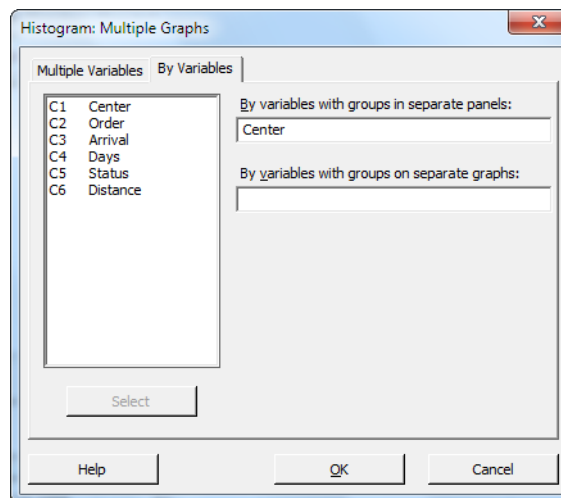 Histogram: Multiple Graphs
Multiple Variables By Variables
C1 Center
C2 Order
C3 Arrival
C4 Days
C5 Status
C6 Distance
By variables with groups in separate panels:
Center
By variables with groups on separate graphs:
Select
Help OK Cancel